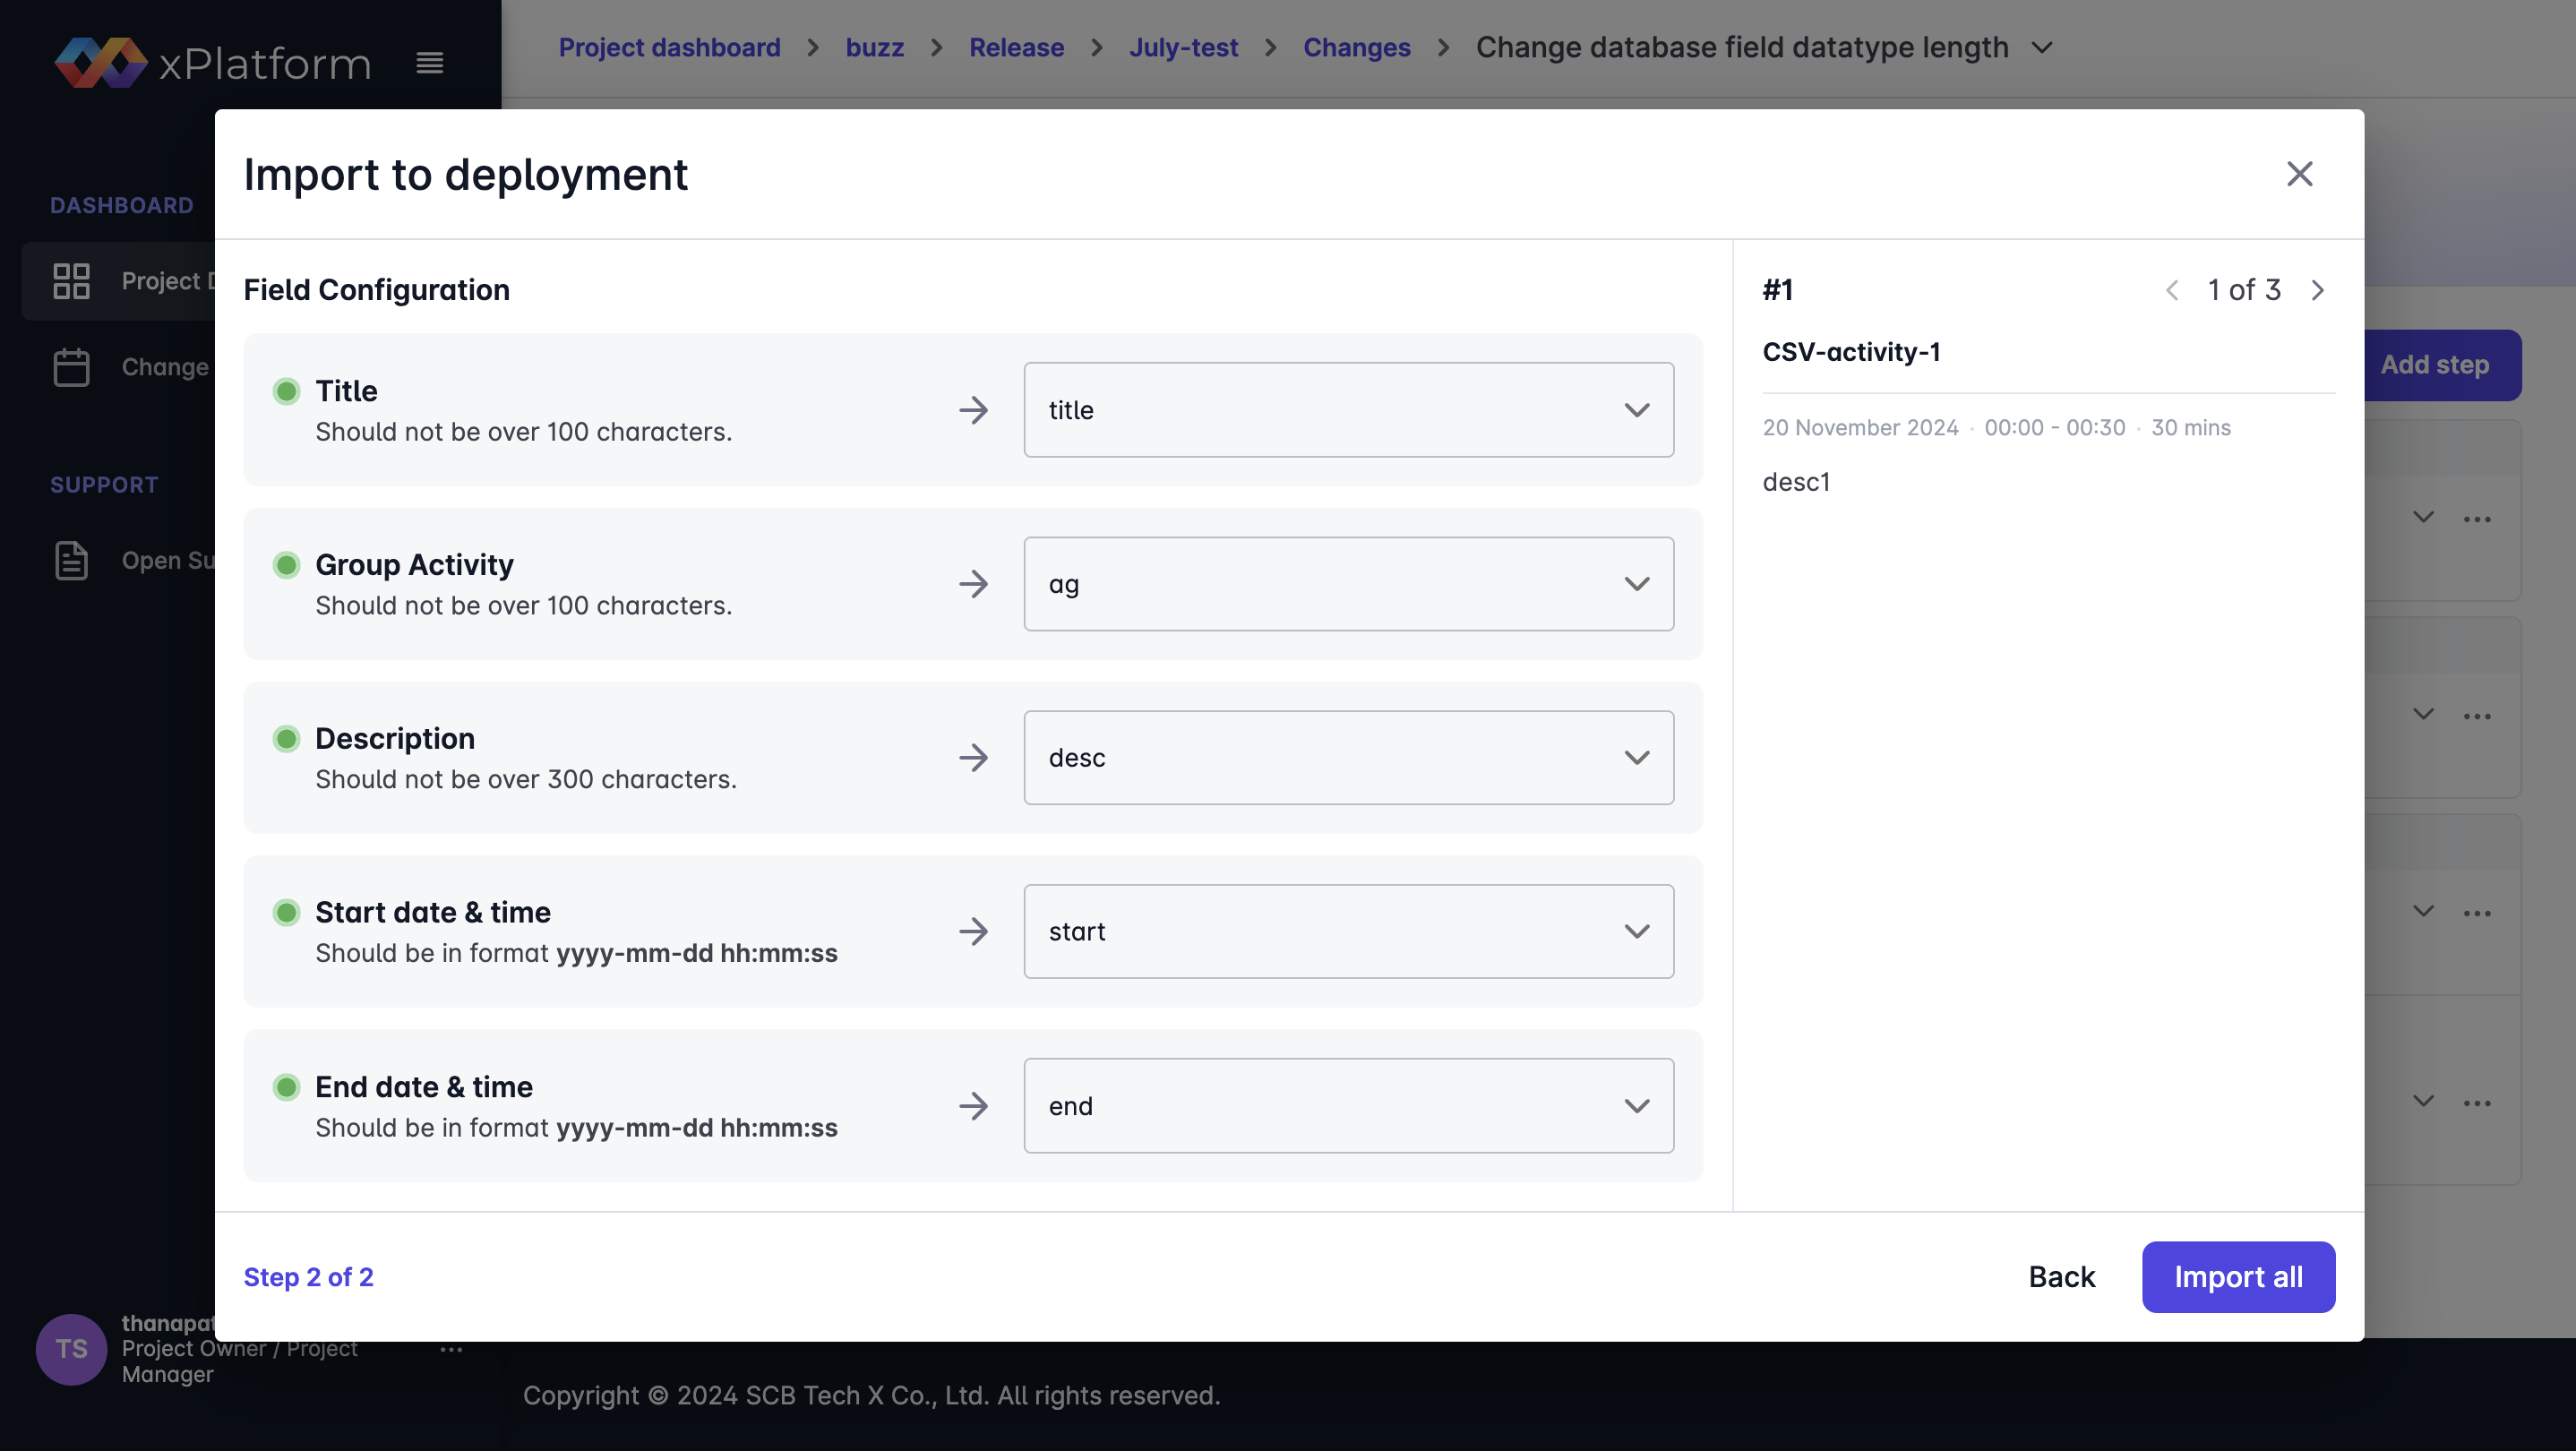 xPlatform
Project dashboard > buzz > Release > July-test > Changes > Change database field datatype length
DASHBOARD
Project
Change
SUPPORT
Open
Import to deployment
Field Configuration
Title
Should not be over 100 characters.
title
Group Activity
Should not be over 100 characters.
ag
Description
Should not be over 300 characters.
desc
Start date & time
Should be in format yyyy-mm-dd hh:mm:ss
start
End date & time
Should be in format yyyy-mm-dd hh:mm:ss
end
#1
1 of 3
CSV-activity-1
20 November 2024 · 00:00 - 00:30 · 30 mins
desc1
Add step
Step 2 of 2
Back
Import all
TS
Project Owner / Project
Manager
Copyright © 2024 SCB Tech X Co., Ltd. All rights reserved.